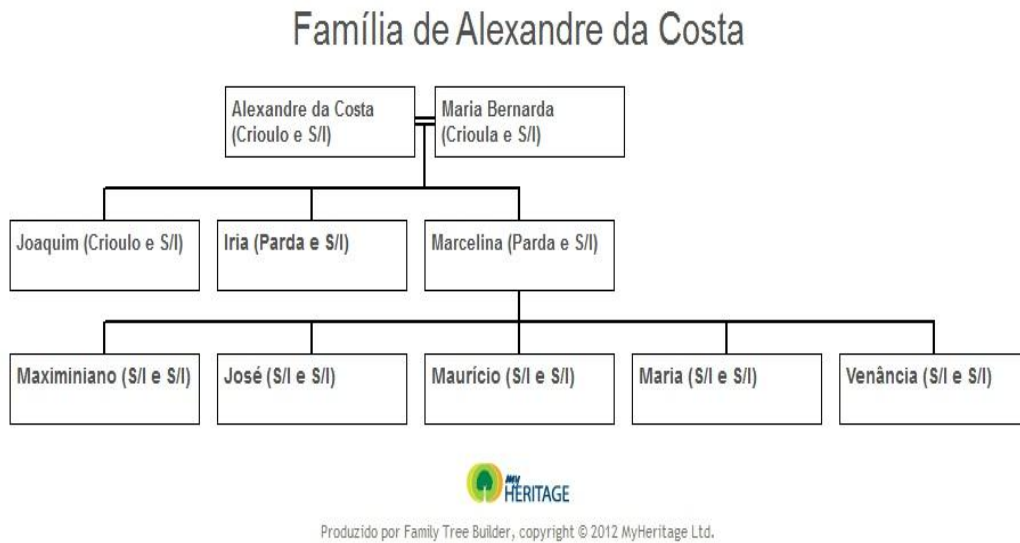 Família de Alexandre da Costa
Alexandre da Costa
(Crioulo e S/I)
Maria Bernarda
(Crioula e S/I)
Joaquim (Crioulo e S/I)
Iria (Parda e S/I)
Marcelina (Parda e S/I)
Maximiniano (S/I e S/I)
José (S/I e S/I)
Maurício (S/I e S/I)
Maria (S/I e S/I)
Venância (S/I e S/I)
MY
HERITAGE
Produzido por Family Tree Builder, copyright © 2012 MyHeritage Ltd.